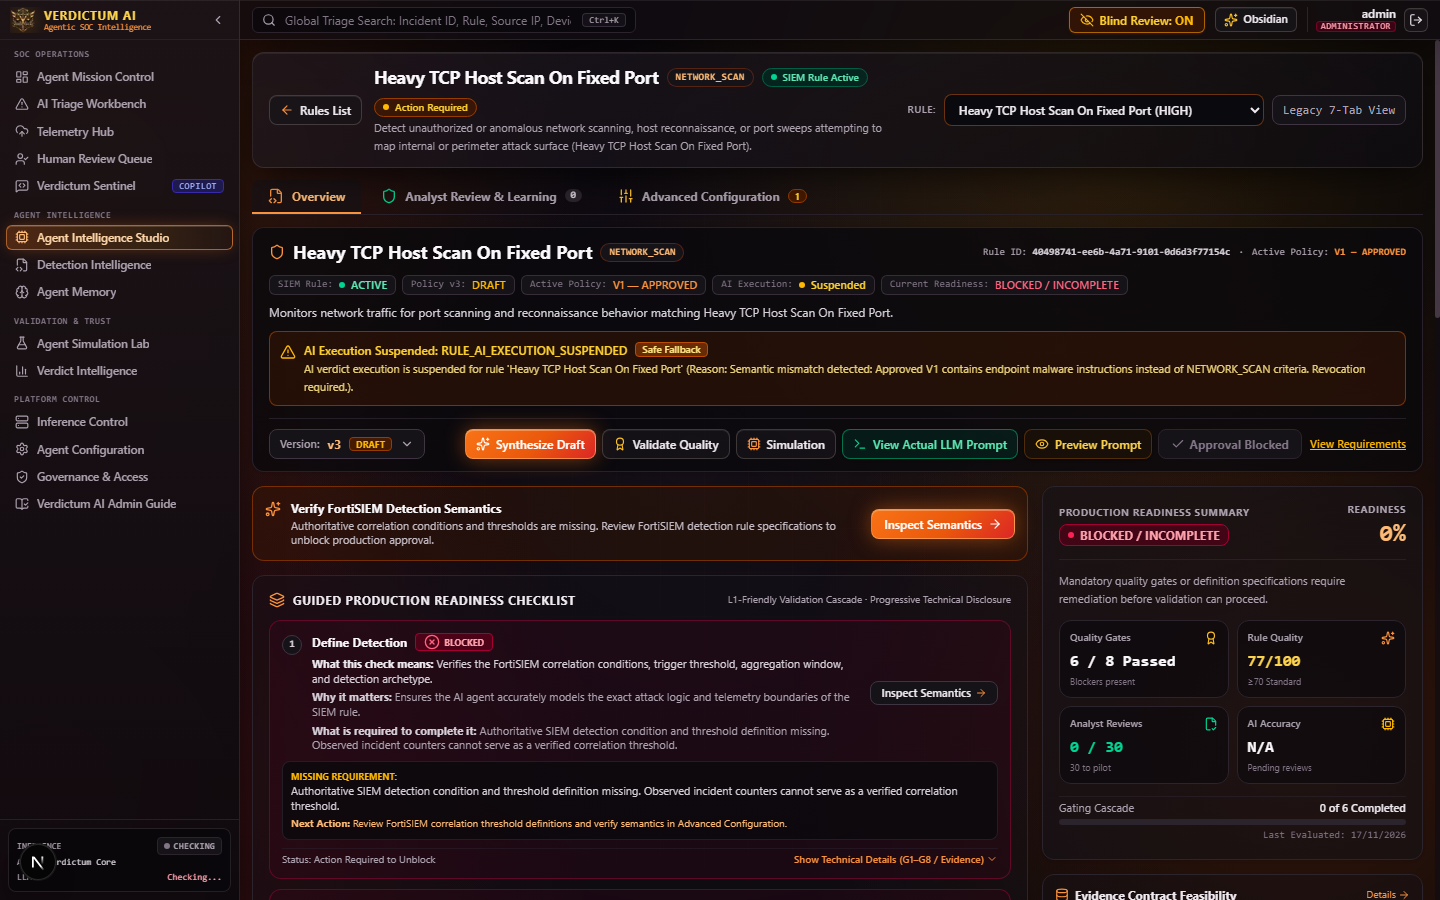 VERDICTUM AI
Agentic SOC Intelligence
Global Triage Search: Incident ID, Rule, Source IP, Devi
Ctrl+K
Blind Review: ON
Obsidian
admin
ADMINISTRATOR
SOC OPERATIONS
Agent Mission Control
AI Triage Workbench
Telemetry Hub
Human Review Queue
Verdictum Sentinel
COPILOT
AGENT INTELLIGENCE
Agent Intelligence Studio
Detection Intelligence
Agent Memory
VALIDATION & TRUST
Agent Simulation Lab
Verdict Intelligence
PLATFORM CONTROL
Inference Control
Agent Configuration
Governance & Access
Verdictum AI Admin Guide
CHECKING
rdictum Core
Checking...
N
Rules List
Heavy TCP Host Scan On Fixed Port
NETWORK_SCAN
SIEM Rule Active
Action Required
Detect unauthorized or anomalous network scanning, host reconnaissance, or port sweeps attempting to
map internal or perimeter attack surface (Heavy TCP Host Scan On Fixed Port).
RULE:
Heavy TCP Host Scan On Fixed Port (HIGH)
Legacy 7-Tab View
Overview
Analyst Review & Learning 0
Advanced Configuration 1
Heavy TCP Host Scan On Fixed Port
NETWORK_SCAN
Rule ID: 40498741-ee6b-4a71-9101-0d6d3f77154c · Active Policy: V1 — APPROVED
SIEM Rule: ACTIVE
Policy v3: DRAFT
Active Policy: V1 — APPROVED
AI Execution: Suspended
Current Readiness: BLOCKED / INCOMPLETE
Monitors network traffic for port scanning and reconnaissance behavior matching Heavy TCP Host Scan On Fixed Port.
AI Execution Suspended: RULE_AI_EXECUTION_SUSPENDED
Safe Fallback
AI verdict execution is suspended for rule 'Heavy TCP Host Scan On Fixed Port' (Reason: Semantic mismatch detected: Approved V1 contains endpoint malware instructions instead of NETWORK_SCAN criteria. Revocation
required.).
Version: v3 DRAFT
Synthesize Draft
Validate Quality
Simulation
View Actual LLM Prompt
Preview Prompt
Approval Blocked
View Requirements
Verify FortiSIEM Detection Semantics
Authoritative correlation conditions and thresholds are missing. Review FortiSIEM detection rule specifications to
unblock production approval.
Inspect Semantics
GUIDED PRODUCTION READINESS CHECKLIST
L1-Friendly Validation Cascade · Progressive Technical Disclosure
1
Define Detection
BLOCKED
What this check means: Verifies the FortiSIEM correlation conditions, trigger threshold, aggregation window,
and detection archetype.
Why it matters: Ensures the AI agent accurately models the exact attack logic and telemetry boundaries of the
SIEM rule.
What is required to complete it: Authoritative SIEM detection condition and threshold definition missing.
Observed incident counters cannot serve as a verified correlation threshold.
Inspect Semantics
MISSING REQUIREMENT:
Authoritative SIEM detection condition and threshold definition missing. Observed incident counters cannot serve as a verified correlation
threshold.
Next Action: Review FortiSIEM correlation threshold definitions and verify semantics in Advanced Configuration.
Status: Action Required to Unblock
Show Technical Details (G1–G8 / Evidence)
PRODUCTION READINESS SUMMARY
BLOCKED / INCOMPLETE
READINESS
0%
Mandatory quality gates or definition specifications require
remediation before validation can proceed.
Quality Gates
6 / 8 Passed
Blockers present
Rule Quality
77/100
≥70 Standard
Analyst Reviews
0 / 30
30 to pilot
AI Accuracy
N/A
Pending reviews
Gating Cascade
0 of 6 Completed
Last Evaluated: 17/11/2026
Evidence Contract Feasibility
Details